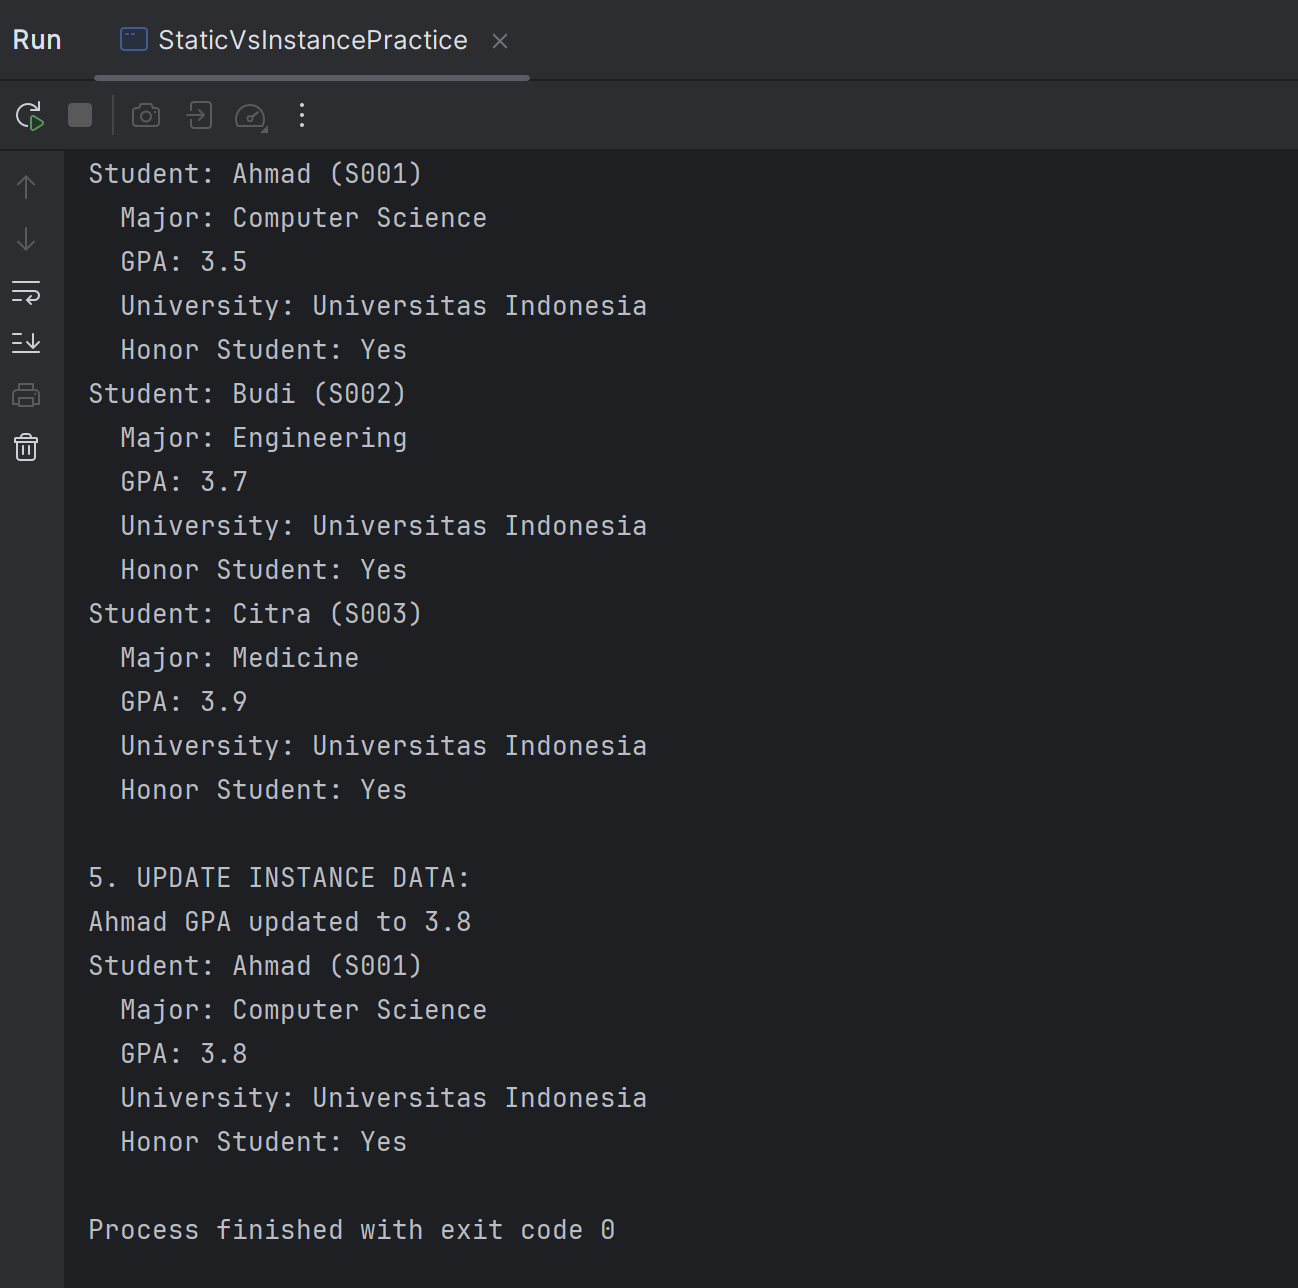 Run
StaticVsInstancePractice
Student: Ahmad (S001)
Major: Computer Science
GPA: 3.5
University: Universitas Indonesia
Honor Student: Yes
Student: Budi (S002)
Major: Engineering
GPA: 3.7
University: Universitas Indonesia
Honor Student: Yes
Student: Citra (S003)
Major: Medicine
GPA: 3.9
University: Universitas Indonesia
Honor Student: Yes
5. UPDATE INSTANCE DATA:
Ahmad GPA updated to 3.8
Student: Ahmad (S001)
Major: Computer Science
GPA: 3.8
University: Universitas Indonesia
Honor Student: Yes
Process finished with exit code 0